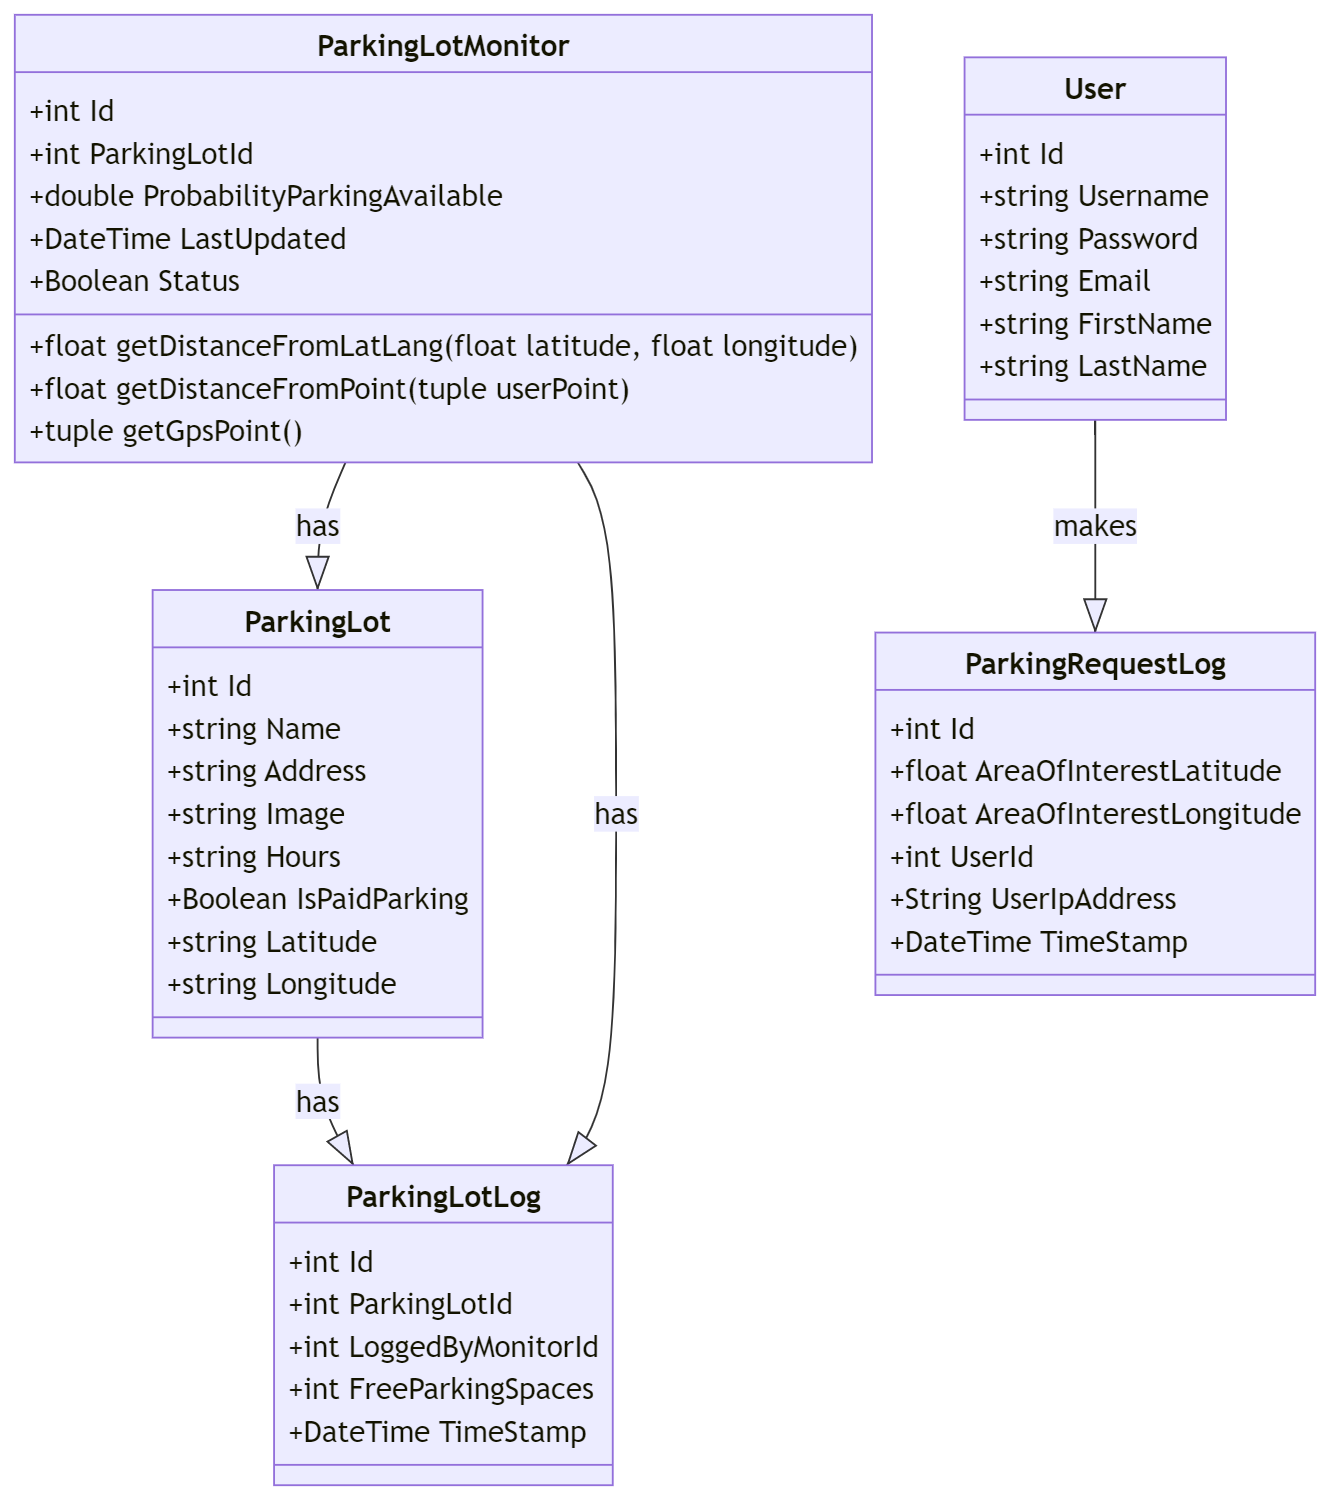 ParkingLotMonitor
+int Id
+int ParkingLotId
+double ProbabilityParkingAvailable
+DateTime LastUpdated
+Boolean Status
+float getDistanceFromLatLang(float latitude, float longitude)
+float getDistanceFromPoint(tuple userPoint)
+tuple getGpsPoint()
User
+int Id
+string Username
+string Password
+string Email
+string FirstName
+string LastName
has
makes
ParkingLot
+int Id
+string Name
+string Address
+string Image
+string Hours
+Boolean IsPaidParking
+string Latitude
+string Longitude
has
ParkingRequestLog
+int Id
+float AreaOfInterestLatitude
+float AreaOfInterestLongitude
+int UserId
+String UserIpAddress
+DateTime TimeStamp
has
ParkingLotLog
+int Id
+int ParkingLotId
+int LoggedByMonitorId
+int FreeParkingSpaces
+DateTime TimeStamp